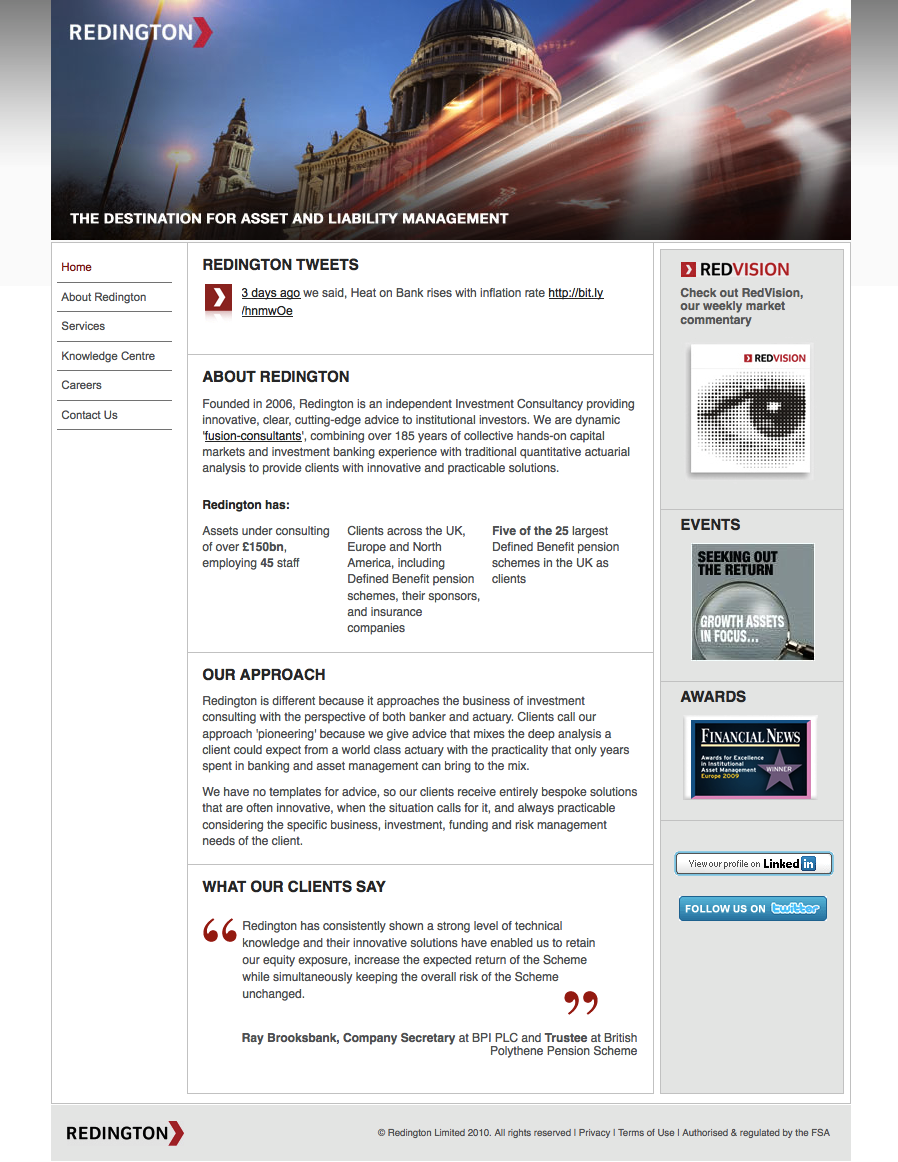 REDINGTON
THE DESTINATION FOR ASSET AND LIABILITY MANAGEMENT
Home
About Redington
Services
Knowledge Centre
Careers
Contact Us
REDINGTON TWEETS
3 days ago we said, Heat on Bank rises with inflation rate http://bit.ly
/hnmwOe
ABOUT REDINGTON
Founded in 2006, Redington is an independent Investment Consultancy providing
innovative, clear, cutting-edge advice to institutional investors. We are dynamic
'fusion-consultants', combining over 185 years of collective hands-on capital
markets and investment banking experience with traditional quantitative actuarial
analysis to provide clients with innovative and practicable solutions.
Redington has:
Assets under consulting
of over £150bn,
employing 45 staff
Clients across the UK,
Europe and North
America, including
Defined Benefit pension
schemes, their sponsors,
and insurance
companies
Five of the 25 largest
Defined Benefit pension
schemes in the UK as
clients
OUR APPROACH
Redington is different because it approaches the business of investment
consulting with the perspective of both banker and actuary. Clients call our
approach 'pioneering' because we give advice that mixes the deep analysis a
client could expect from a world class actuary with the practicality that only years
spent in banking and asset management can bring to the mix.
We have no templates for advice, so our clients receive entirely bespoke solutions
that are often innovative, when the situation calls for it, and always practicable
considering the specific business, investment, funding and risk management
needs of the client.
WHAT OUR CLIENTS SAY
“ Redington has consistently shown a strong level of technical
knowledge and their innovative solutions have enabled us to retain
our equity exposure, increase the expected return of the Scheme
while simultaneously keeping the overall risk of the Scheme
unchanged. ”
Ray Brooksbank, Company Secretary at BPI PLC and Trustee at British
Polythene Pension Scheme
REDVISION
Check out RedVision,
our weekly market
commentary
REDVISION
EVENTS
SEEKING OUT
THE RETURN
GROWTH ASSETS
IN FOCUS...
AWARDS
FINANCIAL NEWS
Awards for Excellence
in Institutional
Asset Management
Europe 2009
WINNER
View our profile on Linked in
FOLLOW US ON twitter
REDINGTON
© Redington Limited 2010. All rights reserved | Privacy | Terms of Use | Authorised & regulated by the FSA